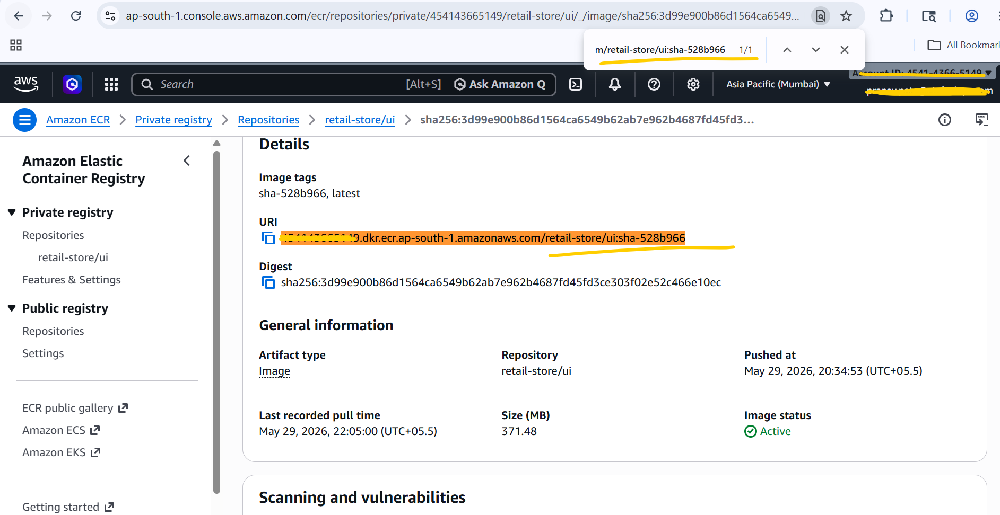 ap-south-1.console.aws.amazon.com/ecr/repositories/private/454143665149/retail-store/ui/_/image/sha256:3d99e900b86d1564ca6549...
m/retail-store/ui:sha-528b966 1/1
All Bookmar
aws
Search [Alt+S] Ask Amazon Q
Asia Pacific (Mumbai)
Amazon ECR > Private registry > Repositories > retail-store/ui > sha256:3d99e900b86d1564ca6549b62ab7e962b4687fd45fd3...
Amazon Elastic
Container Registry
Private registry
Repositories
retail-store/ui
Features & Settings
Public registry
Repositories
Settings
ECR public gallery
Amazon ECS
Amazon EKS
Getting started
Details
Image tags
sha-528b966, latest
URI
.dkr.ecr.ap-south-1.amazonaws.com/retail-store/ui:sha-528b966
Digest
sha256:3d99e900b86d1564ca6549b62ab7e962b4687fd45fd3ce303f02e52c466e10ec
General information
Artifact type
Image
Repository
retail-store/ui
Pushed at
May 29, 2026, 20:34:53 (UTC+05.5)
Last recorded pull time
May 29, 2026, 22:05:00 (UTC+05.5)
Size (MB)
371.48
Image status
Active
Scanning and vulnerabilities